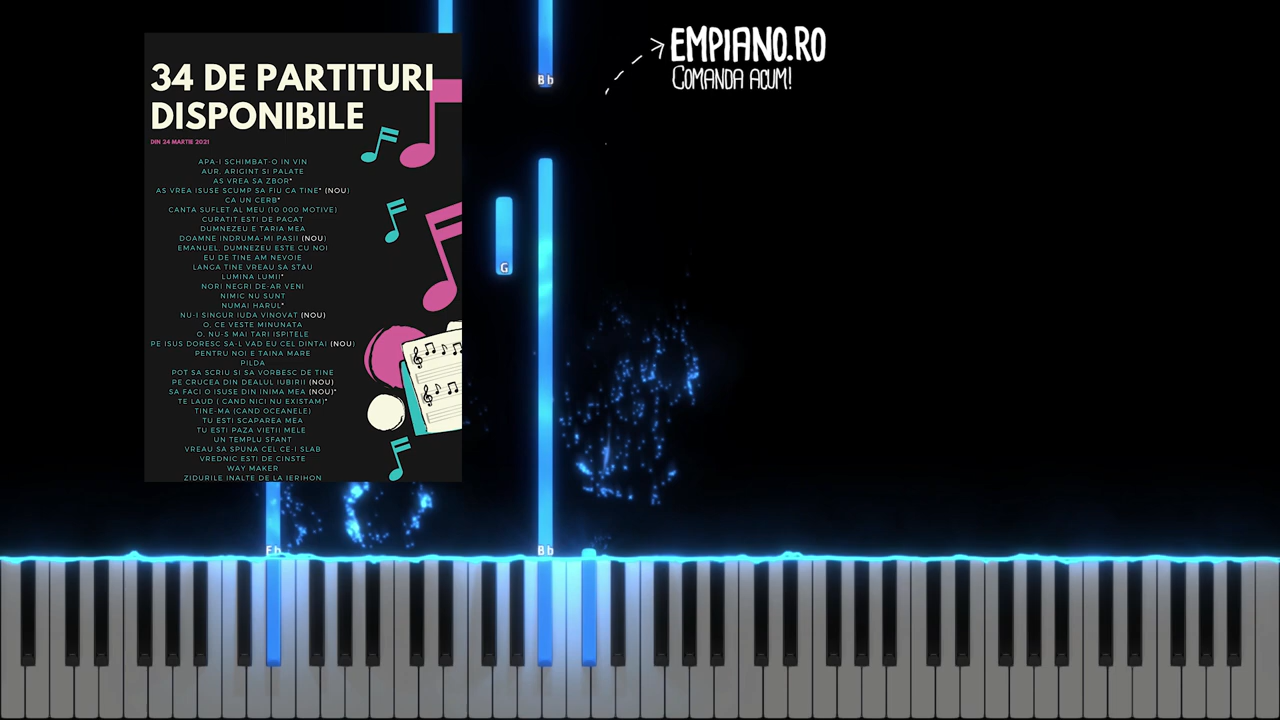 EMPIANO.RO
COMANDA ACUM!
34 DE PARTITURI
DISPONIBILE
DIN 24 MARTIE 2021
APA-I SCHIMBAT-O IN VIN
AUR, ARIGINT SI PALATE
AS VREA SA ZBOR*
AS VREA ISUSE SCUMP SA FIU CA TINE* (NOU)
CA UN CERB*
CANTA SUFLET AL MEU (10 000 MOTIVE)
CURATIT ESTI DE PACAT
DUMNEZEU E TARIA MEA
DOAMNE INDRUMA-MI PASII (NOU)
EMANUEL, DUMNEZEU ESTE CU NOI
EU DE TINE AM NEVOIE
LANGA TINE VREAU SA STAU
LUMINA LUMII*
NORI NEGRI DE-AR VENI
NIMIC NU SUNT
NUMAI HARUL*
NU-I SINGUR IUDA VINOVAT (NOU)
O, CE VESTE MINUNATA
O, NU-S MAI TARI ISPITELE
PE ISUS DORESC SA-L VAD EU CEL DINTAI (NOU)
PENTRU NOI E TAINA MARE
PILDA
POT SA SCRIU SI SA VORBESC DE TINE
PE CRUCEA DIN DEALUL IUBIRII (NOU)
SA FACI O ISUSE DIN INIMA MEA (NOU)*
TE LAUD ( CAND NICI NU EXISTAM)*
TINE-MA (CAND OCEANELE)
TU ESTI SCAPAREA MEA
TU ESTI PAZA VIETII MELE
UN TEMPLU SFANT
VREAU SA SPUNA CEL CE-I SLAB
VREDNIC ESTI DE CINSTE
WAY MAKER
ZIDURILE INALTE DE LA IERIHON
Bb
G
Eb
Bb